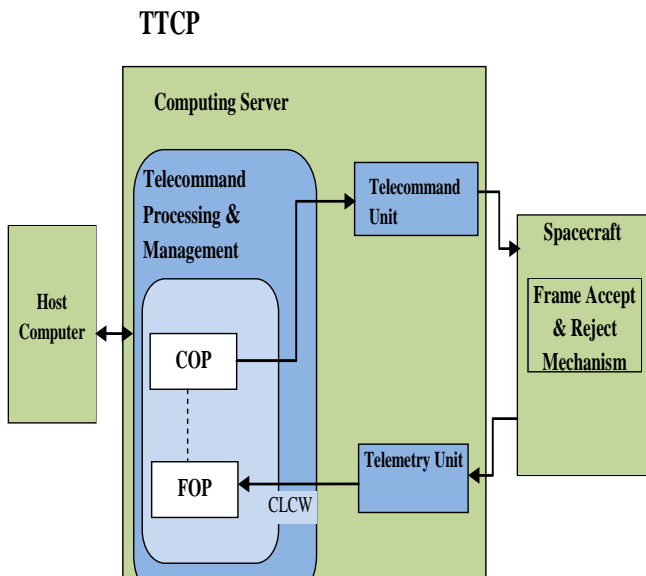 TTCP
Computing Server
Telecommand
Processing &
Management
Telecommand
Unit
Spacecraft
Frame Accept
& Reject
Mechanism
Host
Computer
COP
FOP
CLCW
Telemetry Unit